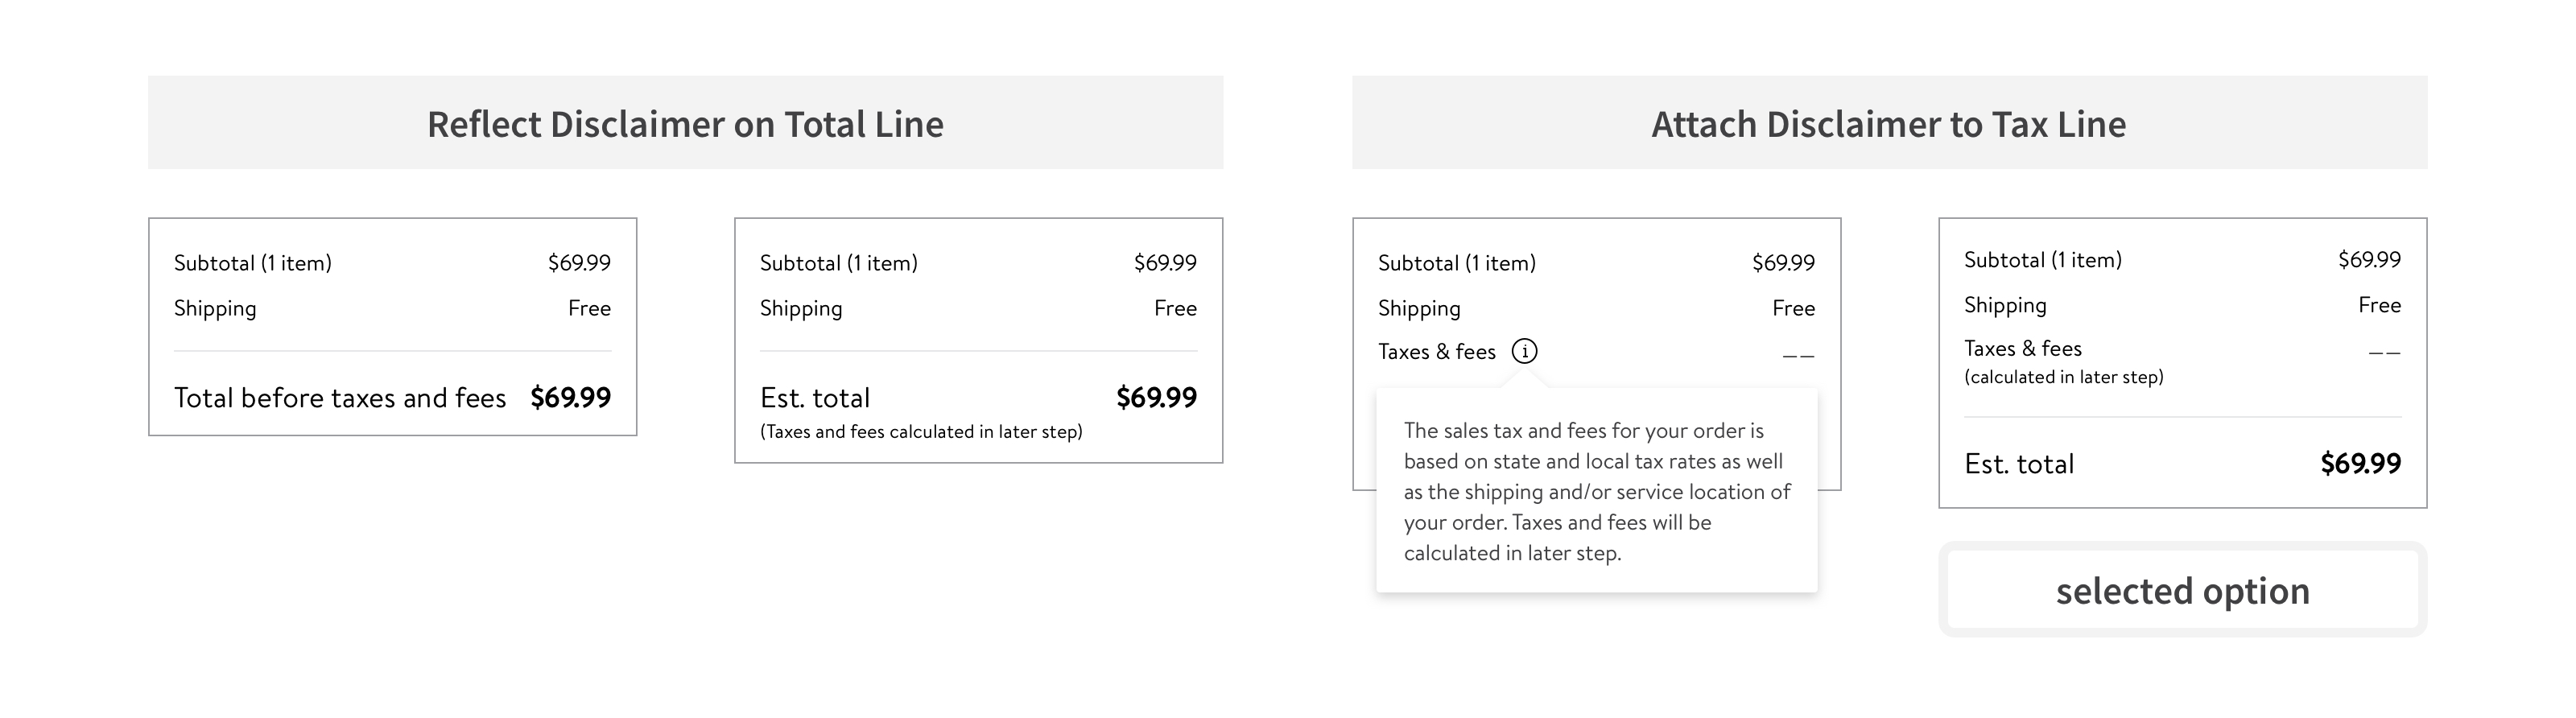 Reflect Disclaimer on Total Line
Subtotal (1 item) $69.99
Shipping Free
Total before taxes and fees $69.99
Subtotal (1 item) $69.99
Shipping Free
Est. total $69.99
(Taxes and fees calculated in later step)
Attach Disclaimer to Tax Line
Subtotal (1 item) $69.99
Shipping Free
Taxes & fees i ——
The sales tax and fees for your order is
based on state and local tax rates as well
as the shipping and/or service location of
your order. Taxes and fees will be
calculated in later step.
Subtotal (1 item) $69.99
Shipping Free
Taxes & fees ——
(calculated in later step)
Est. total $69.99
selected option